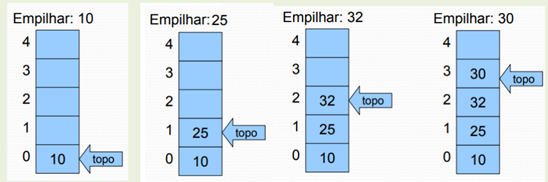 Empilhar: 10
4
3
2
1
0 10 topo
Empilhar:25
4
3
2
1 25 topo
0 10
Empilhar: 32
4
3
2 32 topo
1 25
0 10
Empilhar: 30
4
3 30 topo
2 32
1 25
0 10